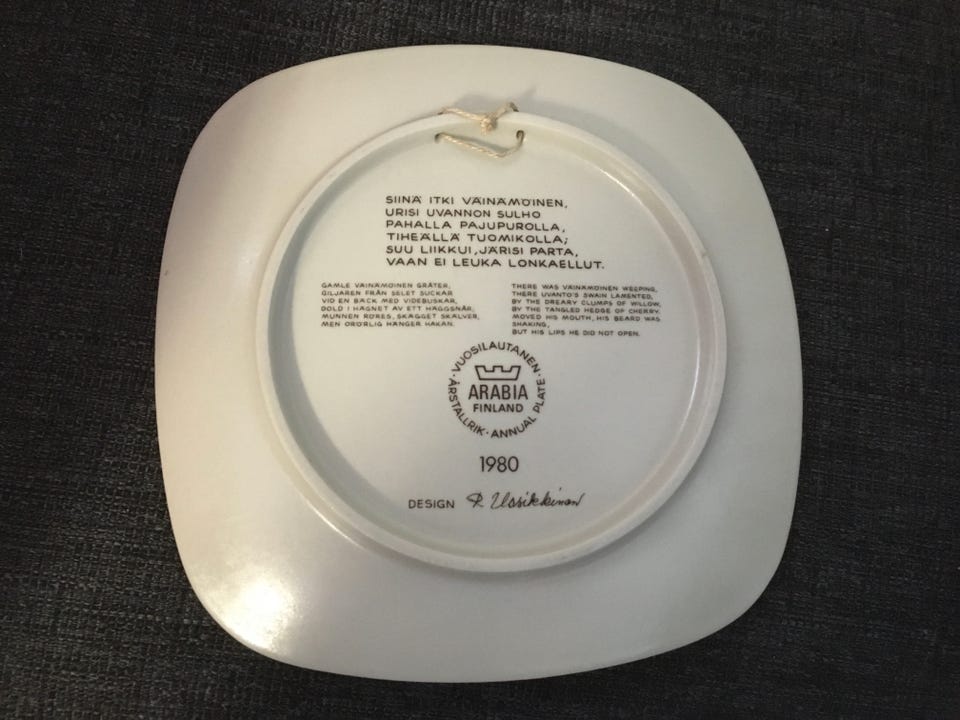 SIINÄ ITKI VÄINÄMÖINEN,
URISI UVANNON SULHO
PAHALLA PAJUPUROLLA,
TIHEÄLLÄ TUOMIKOLLA;
SUU LIIKKUI, JÄRISI PARTA,
VAAN EI LEUKA LONKAELLUT.
GAMLE VÄINÄMÖINEN GRÅTER,
GILJAREN FRÅN SELET SUCKAR
VID EN BÄCK MED VIDEBUSKAR,
DOLD I HÄGNET AV ETT HÄGGSNÅR,
MUNNEN RÖRES, SKÄGGET SKÄLVER,
MEN ORÖRLIG HÄNGER HAKAN.
THERE WAS VÄINÄMÖINEN WEEPING,
THERE UVANTO'S SWAIN LAMENTED,
BY THE DREARY CLUMPS OF WILLOW,
BY THE TANGLED HEDGE OF CHERRY.
MOVED HIS MOUTH, HIS BEARD WAS
SHAKING,
BUT HIS LIPS HE DID NOT OPEN.
· VUOSILAUTANEN · ANNUAL PLATE · ÅRSTALLRIK
ARABIA
FINLAND
1980
DESIGN R Uosikkinen